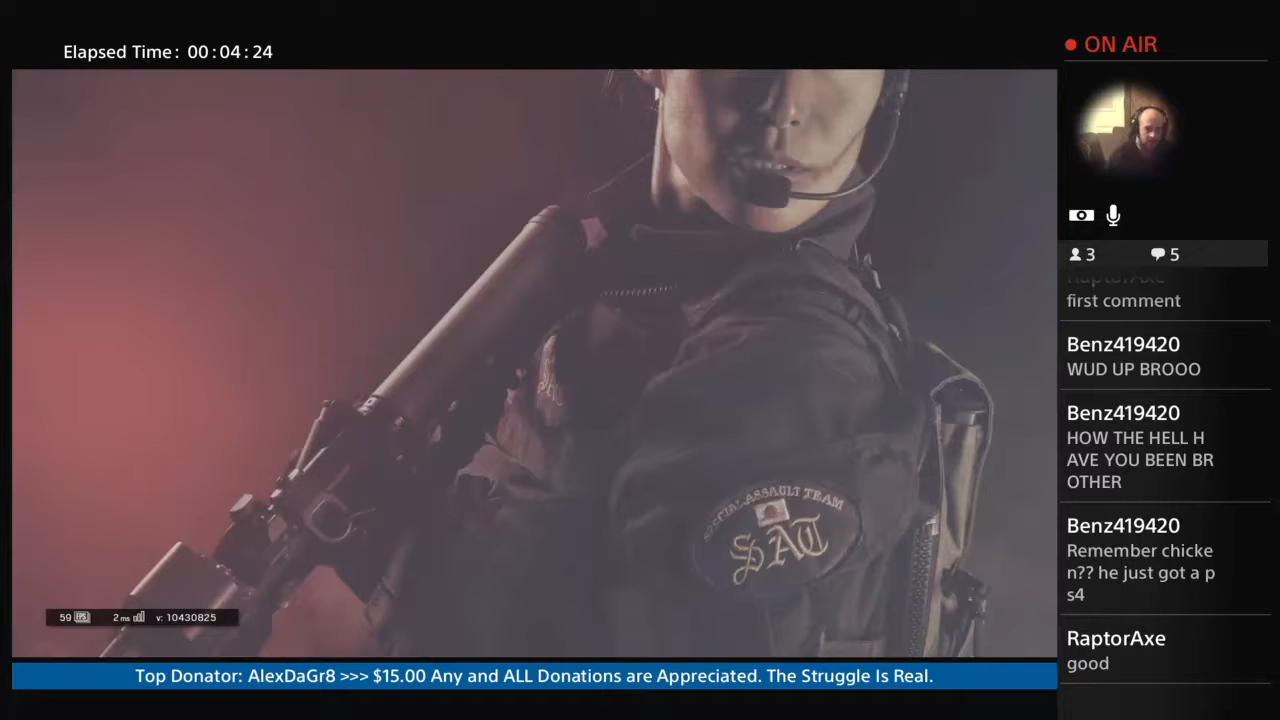 Elapsed Time: 00:04:24
ON AIR
3
5
RaptorAxe
first comment
Benz419420
WUD UP BROOO
Benz419420
HOW THE HELL H
AVE YOU BEEN BR
OTHER
Benz419420
Remember chicke
n?? he just got a p
s4
RaptorAxe
good
SPECIAL ASSAULT TEAM
SAT
59 FPS 2 ms v: 10430825
Top Donator: AlexDaGr8 >>> $15.00 Any and ALL Donations are Appreciated. The Struggle Is Real.